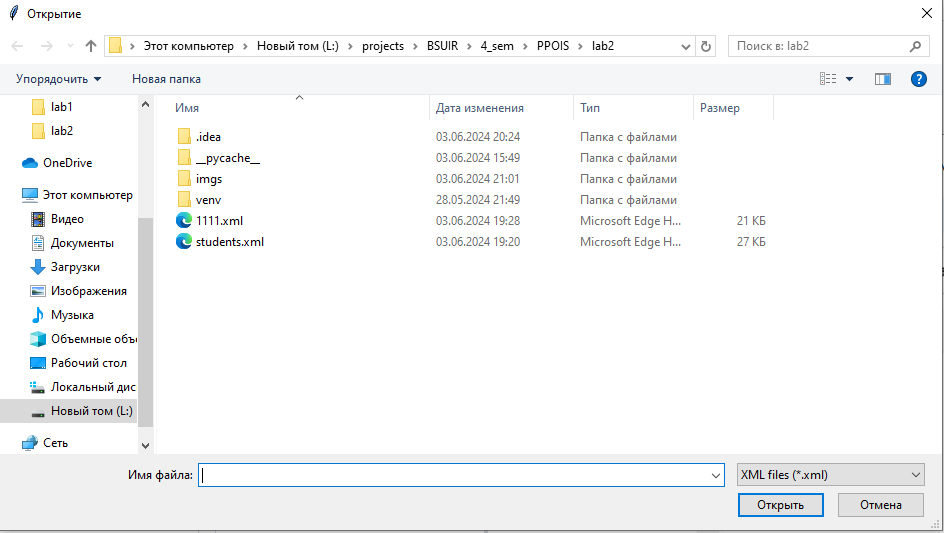 Открытие
Этот компьютер > Новый том (L:) > projects > BSUIR > 4_sem > PPOIS > lab2
Поиск в: lab2
Упорядочить
Новая папка
lab1
lab2
OneDrive
Этот компьютер
Видео
Документы
Загрузки
Изображения
Музыка
Объемные объ
Рабочий стол
Локальный дис
Новый том (L:)
Сеть
Имя Дата изменения Тип Размер
.idea 03.06.2024 20:24 Папка с файлами
__pycache__ 03.06.2024 15:49 Папка с файлами
imgs 03.06.2024 21:01 Папка с файлами
venv 28.05.2024 21:49 Папка с файлами
1111.xml 03.06.2024 19:28 Microsoft Edge H... 21 КБ
students.xml 03.06.2024 19:20 Microsoft Edge H... 27 КБ
Имя файла:
XML files (*.xml)
Открыть
Отмена